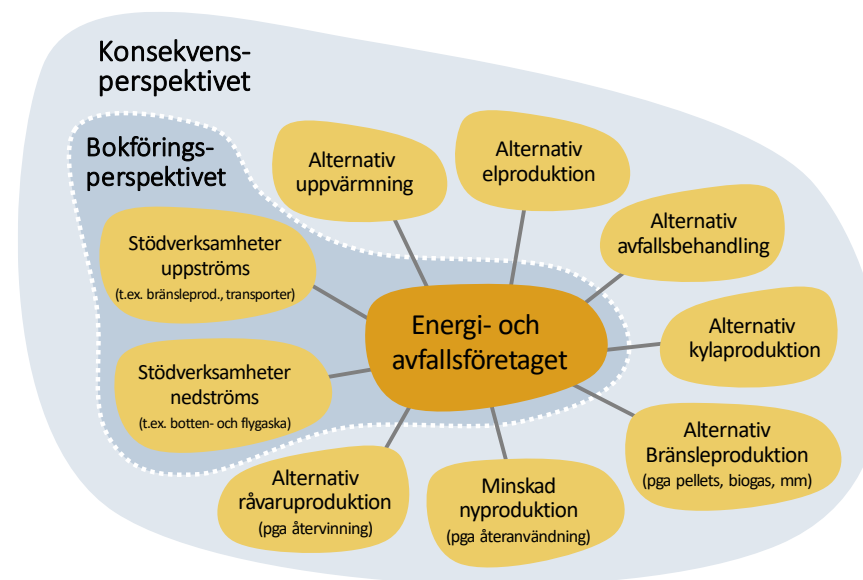 Konsekvens-
perspektivet
Bokförings-
perspektivet
Alternativ
uppvärmning
Alternativ
elproduktion
Alternativ
avfallsbehandling
Stödverksamheter
uppströms
(t.ex. bränsleprod., transporter)
Energi- och
avfallsföretaget
Alternativ
kylaproduktion
Stödverksamheter
nedströms
(t.ex. botten- och flygaska)
Alternativ
Bränsleproduktion
(pga pellets, biogas, mm)
Alternativ
råvaruproduktion
(pga återvinning)
Minskad
nyproduktion
(pga återanvändning)